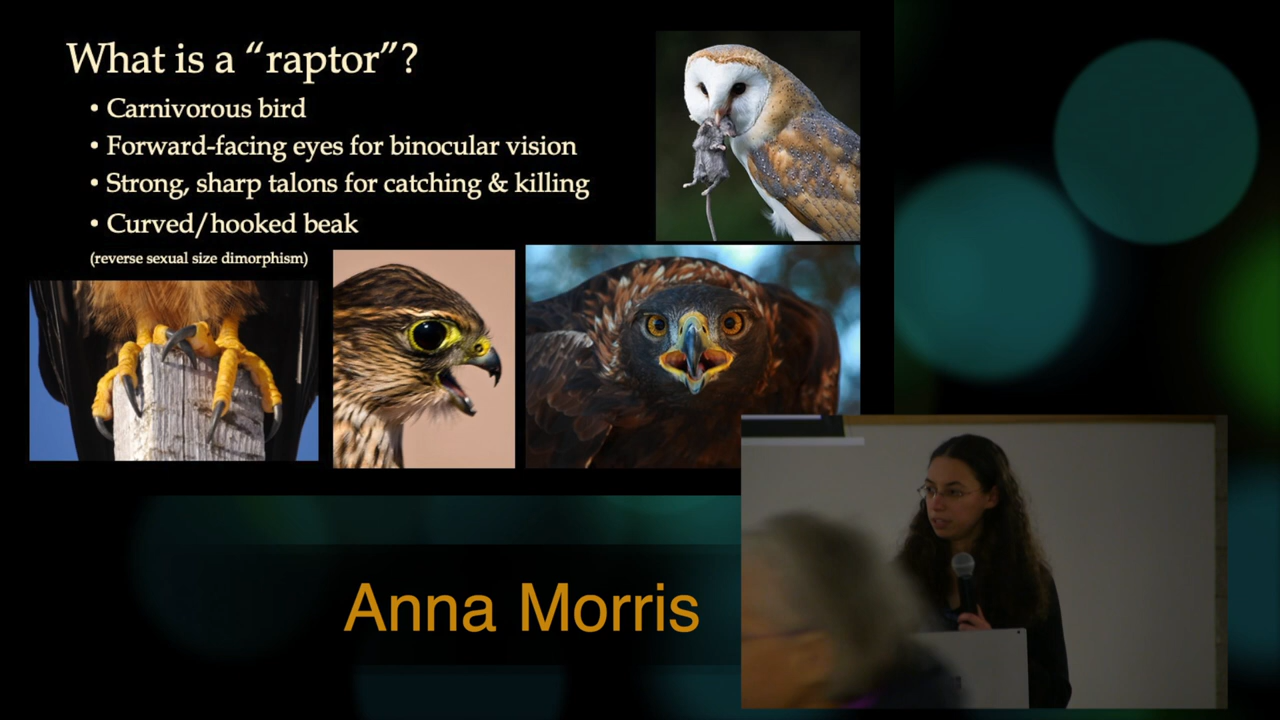 What is a “raptor”?
• Carnivorous bird
• Forward-facing eyes for binocular vision
• Strong, sharp talons for catching & killing
• Curved/hooked beak
(reverse sexual size dimorphism)
Anna Morris